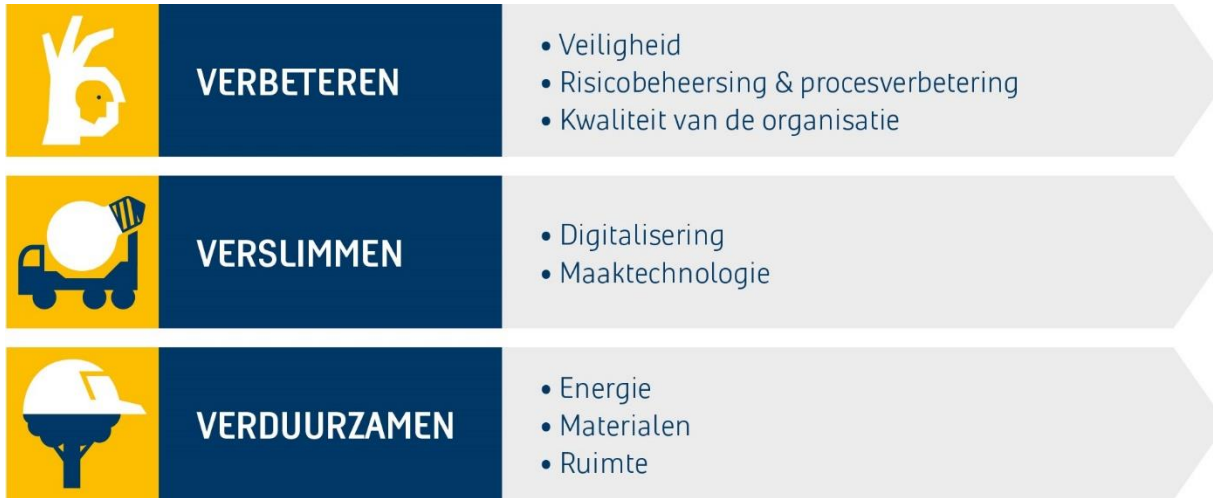 VERBETEREN
• Veiligheid
• Risicobeheersing & procesverbetering
• Kwaliteit van de organisatie
VERSLIMMEN
• Digitalisering
• Maaktechnologie
VERDUURZAMEN
• Energie
• Materialen
• Ruimte